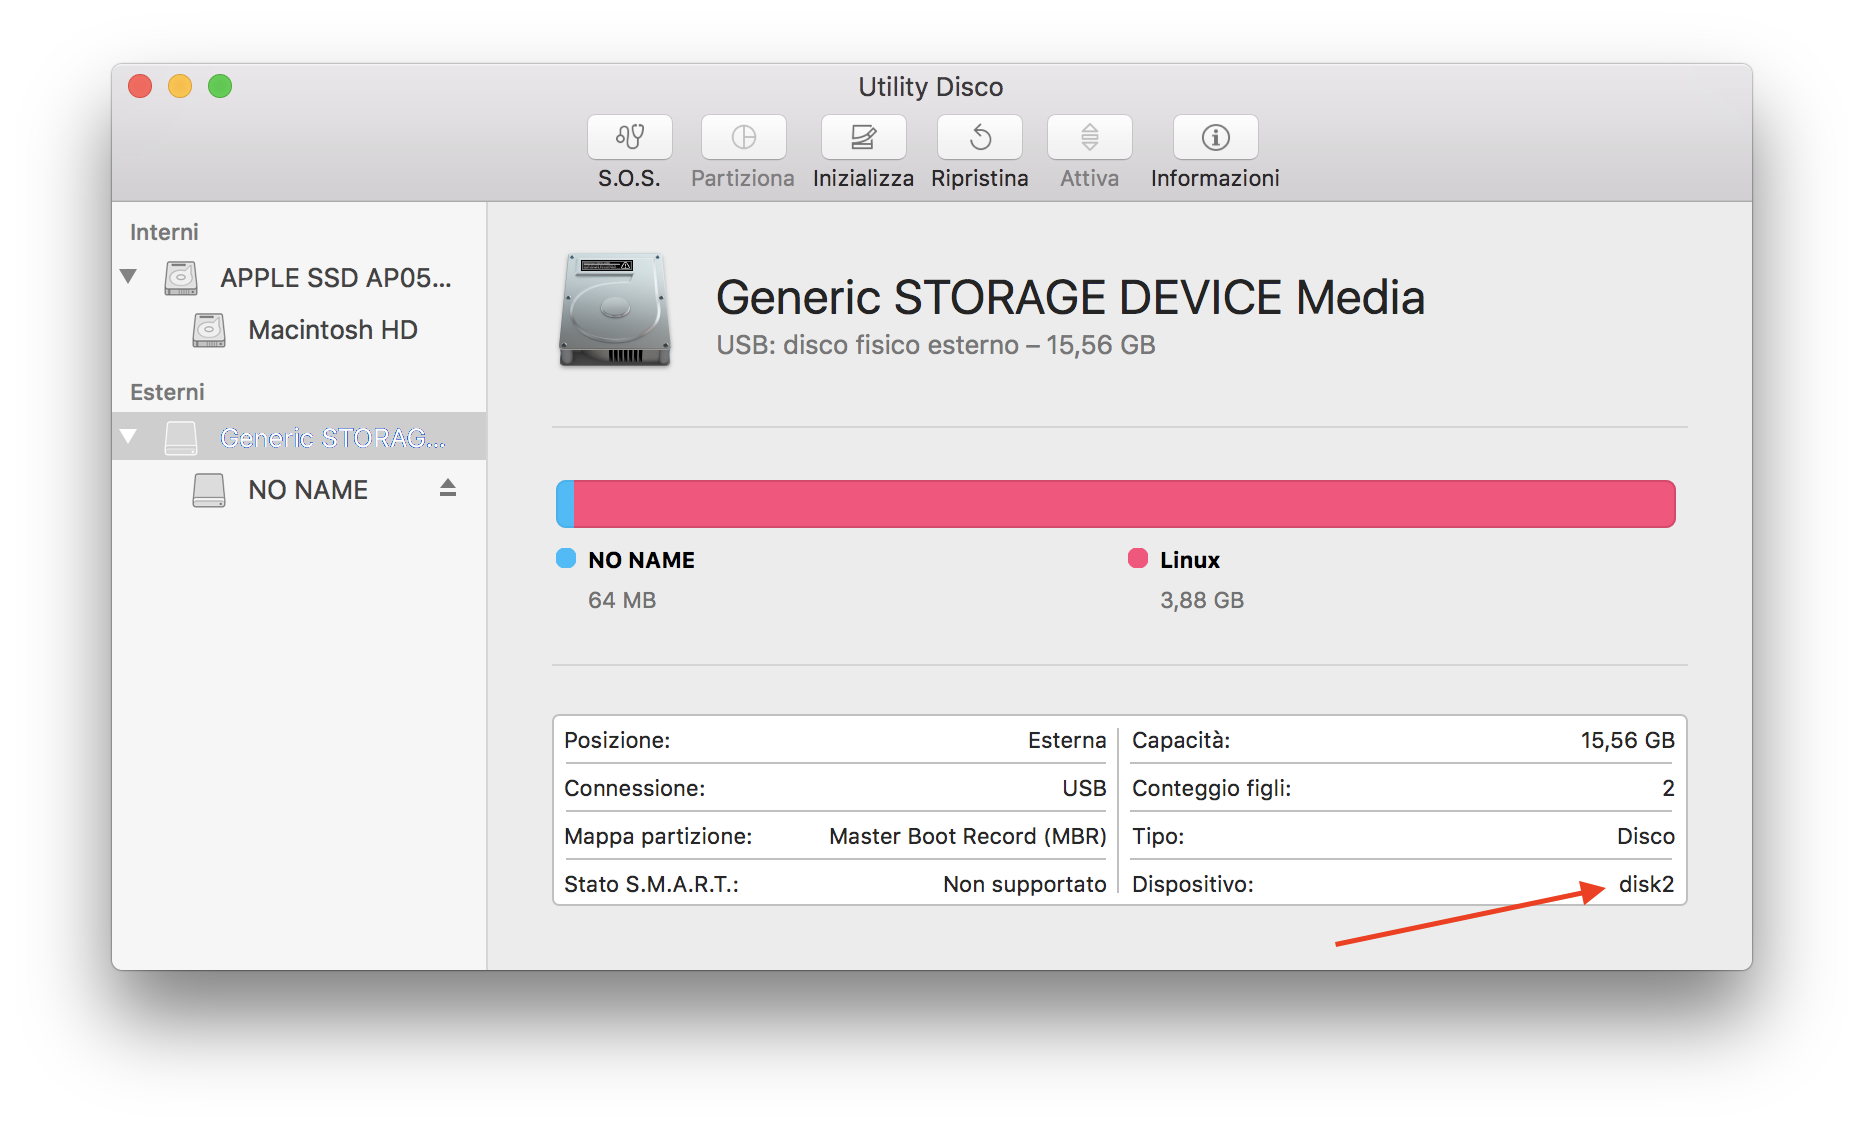 Utility Disco
S.O.S.
Partiziona
Inizializza
Ripristina
Attiva
Informazioni
Interni
APPLE SSD AP05...
Macintosh HD
Esterni
Generic STORAG...
NO NAME
Generic STORAGE DEVICE Media
USB: disco fisico esterno – 15,56 GB
NO NAME
64 MB
Linux
3,88 GB
Posizione: Esterna
Connessione: USB
Mappa partizione: Master Boot Record (MBR)
Stato S.M.A.R.T.: Non supportato
Capacità: 15,56 GB
Conteggio figli: 2
Tipo: Disco
Dispositivo: disk2